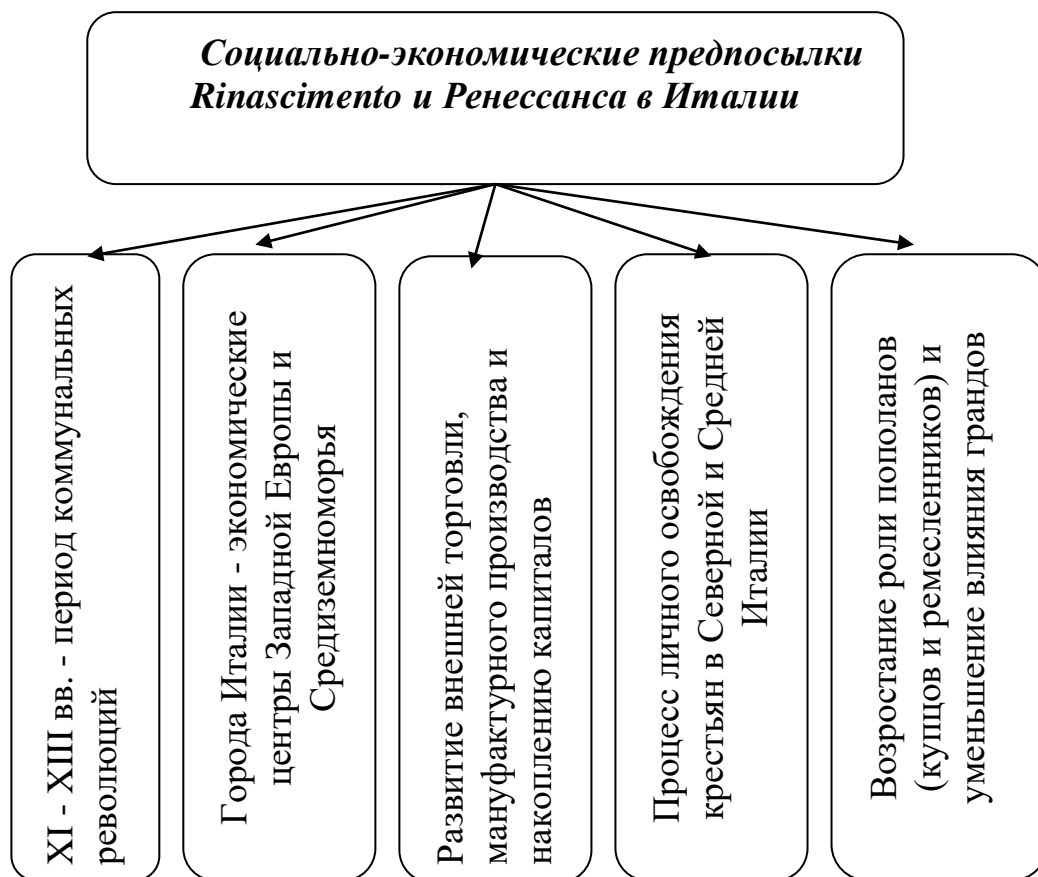 Социально-экономические предпосылки
Rinascimento и Ренессанса в Италии
XI - XIII вв. - период коммунальных
революций
Города Италии - экономические
центры Западной Европы и
Средиземноморья
Развитие внешней торговли,
мануфактурного производства и
накоплению капиталов
Процесс личного освобождения
крестьян в Северной и Средней
Италии
Возростание роли пополанов
(купцов и ремесленников) и
уменьшение влияния грандов